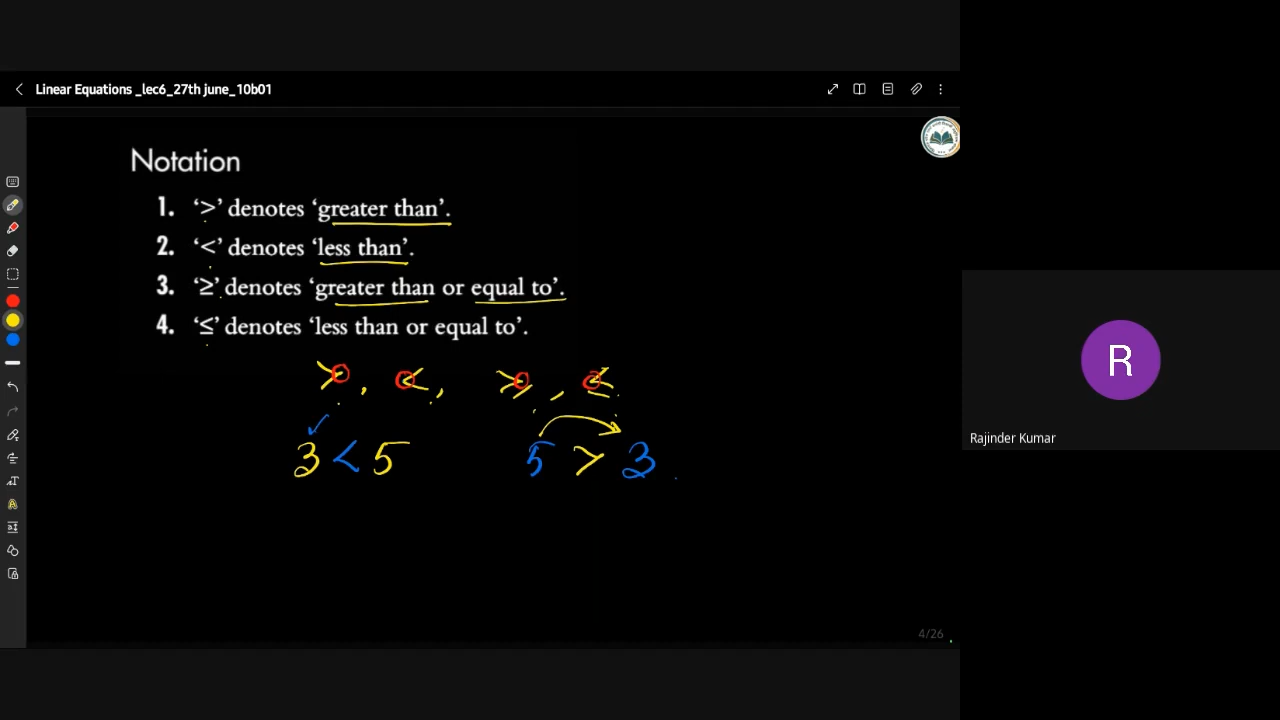 Linear Equations _lec6_27th june_10b01
Notation
1. ‘>’ denotes ‘greater than’.
2. ‘<’ denotes ‘less than’.
3. ‘≥’ denotes ‘greater than or equal to’.
4. ‘≤’ denotes ‘less than or equal to’.
>, <, ≥, ≤
3 < 5 5 > 3
4/26
R
Rajinder Kumar